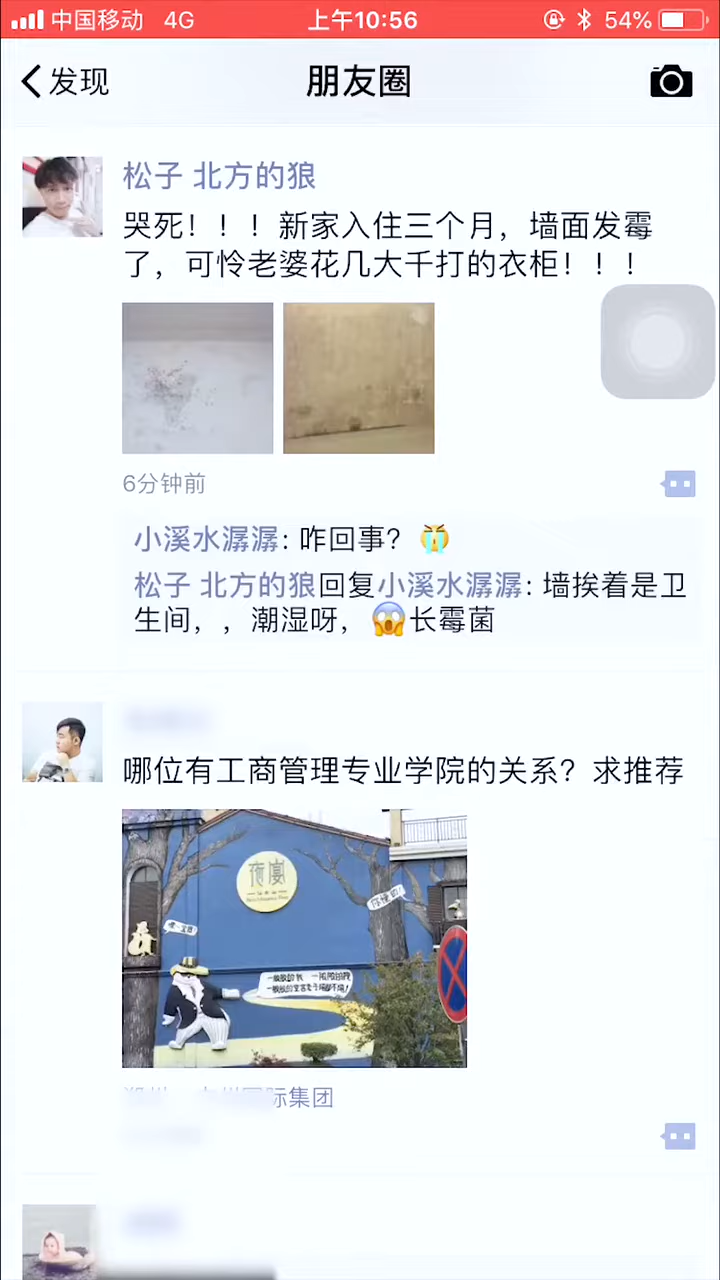 中国移动 4G 上午10:56 54%
发现 朋友圈
松子 北方的狼
哭死！！！新家入住三个月，墙面发霉
了，可怜老婆花几大千打的衣柜！！！
6分钟前
小溪水潺潺: 咋回事？
松子 北方的狼回复小溪水潺潺: 墙挨着是卫
生间，，潮湿呀，长霉菌
哪位有工商管理专业学院的关系？求推荐
夜宴
你懂的!
际集团